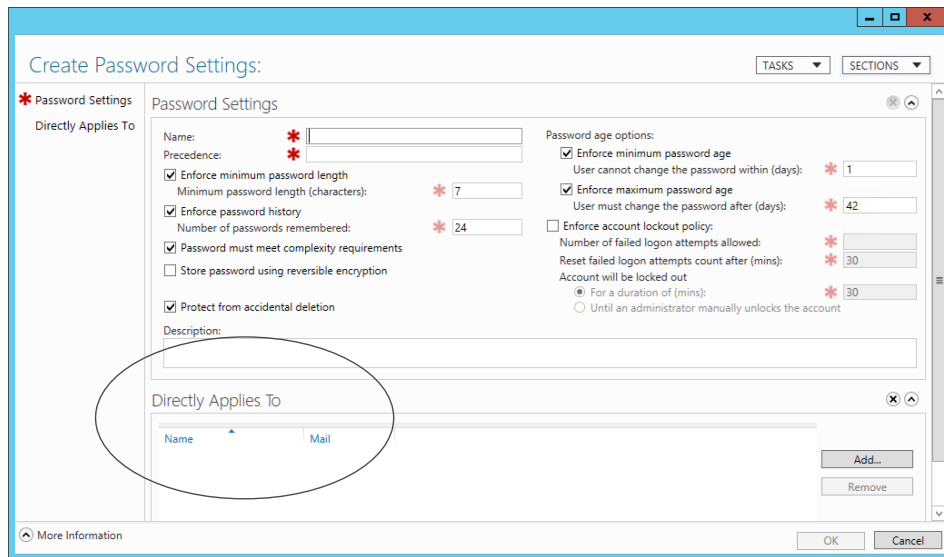 Create Password Settings:
TASKS
SECTIONS
Password Settings
Directly Applies To
Password Settings
Name:
Precedence:
Enforce minimum password length
Minimum password length (characters): 7
Enforce password history
Number of passwords remembered: 24
Password must meet complexity requirements
Store password using reversible encryption
Protect from accidental deletion
Password age options:
Enforce minimum password age
User cannot change the password within (days): 1
Enforce maximum password age
User must change the password after (days): 42
Enforce account lockout policy:
Number of failed logon attempts allowed:
Reset failed logon attempts count after (mins): 30
Account will be locked out
For a duration of (mins): 30
Until an administrator manually unlocks the account
Description:
Directly Applies To
Name Mail
Add...
Remove
More Information
OK Cancel